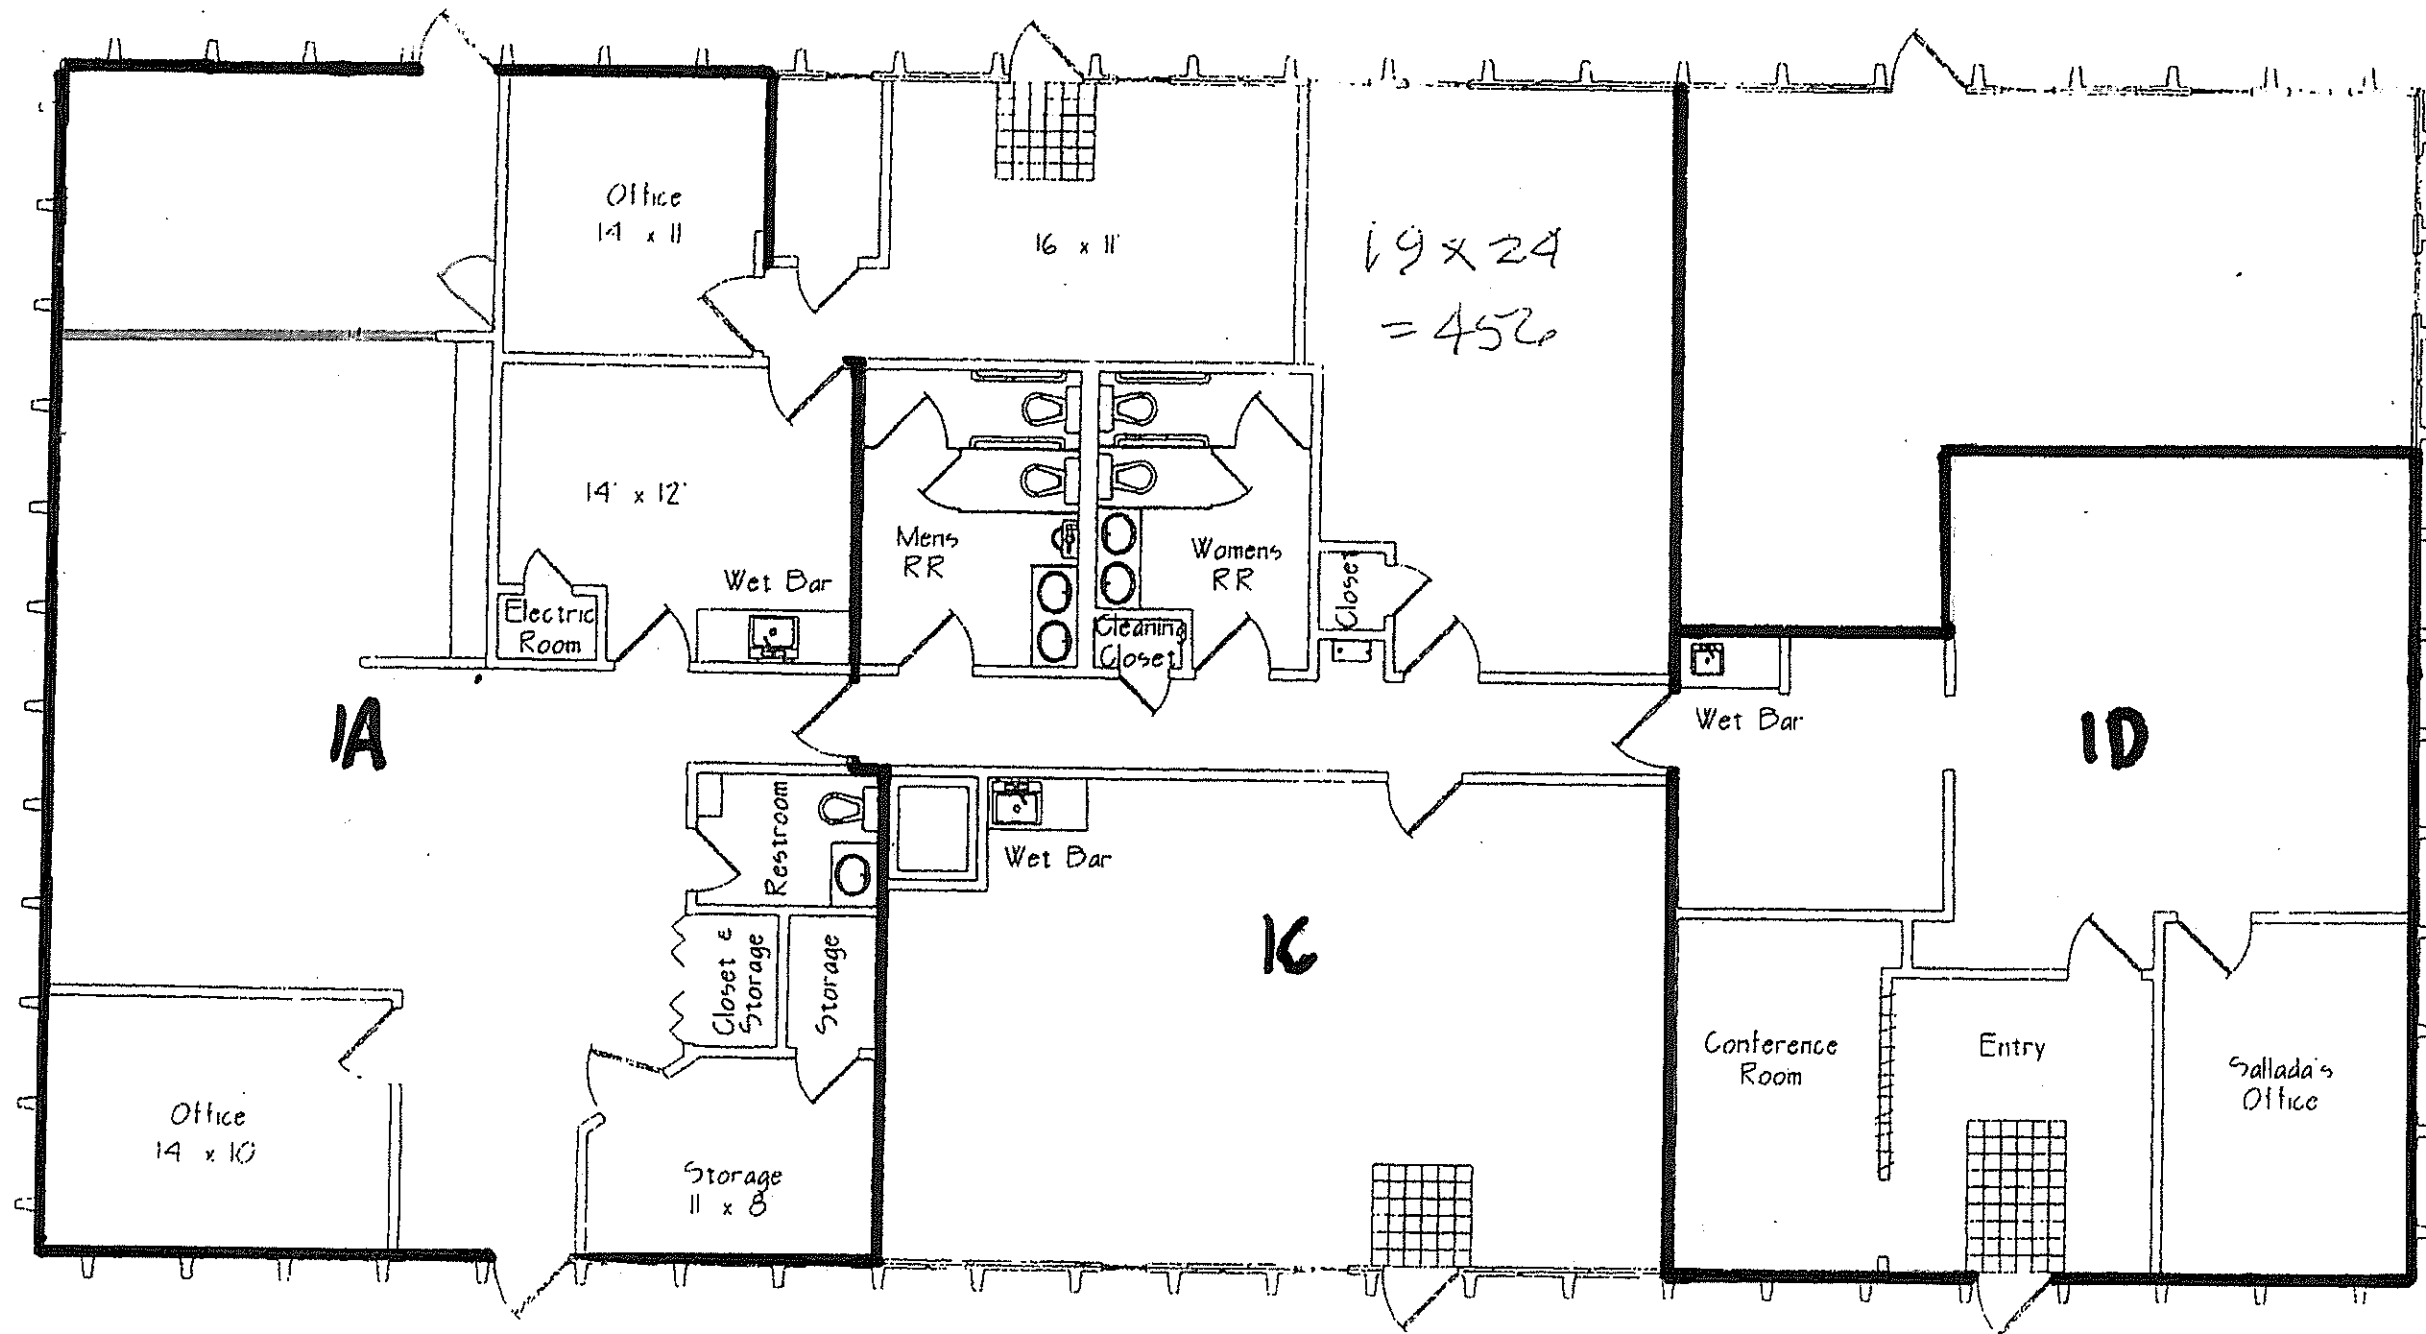 Office
14 x 11
16 x 11'
19 x 24
= 456
14' x 12'
Wet Bar
Electric
Room
Mens
RR
Womens
RR
Closet
Cleaning
Closet
1A
Wet Bar
1D
Restroom
Wet Bar
Closet &
Storage
Storage
1C
Office
14 x 10
Storage
11 x 8
Conference
Room
Entry
Sallada's
Office